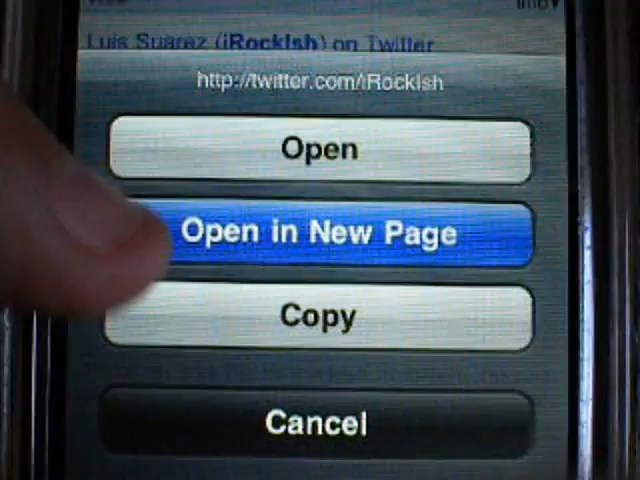 Luis Suarez (iRockIsh) on Twitter
http://twitter.com/iRockIsh
Open
Open in New Page
Copy
Cancel